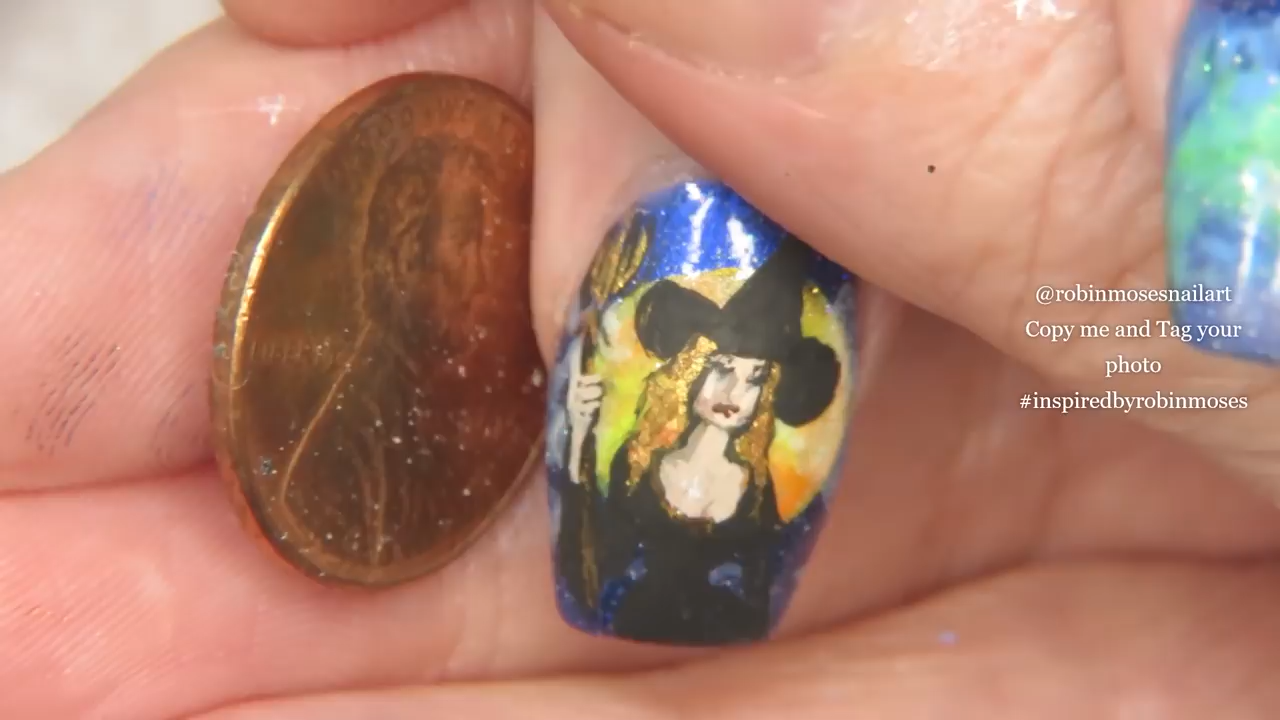 @robinmosesnailart
Copy me and Tag your
photo
#inspiredbyrobinmoses